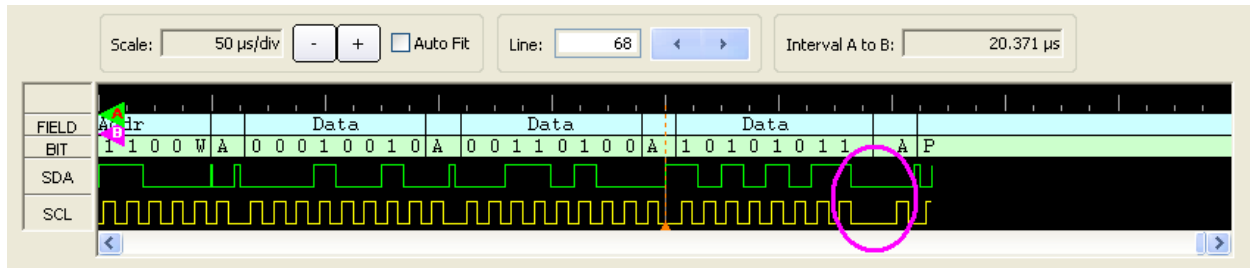 Scale: 50 µs/div - + Auto Fit Line: 68 Interval A to B: 20.371 µs
A
FIELD Addr Data Data Data
B
BIT 1 1 0 0 W A 0 0 0 1 0 0 1 0 A 0 0 1 1 0 1 0 0 A 1 0 1 0 1 0 1 1 A P
SDA
SCL